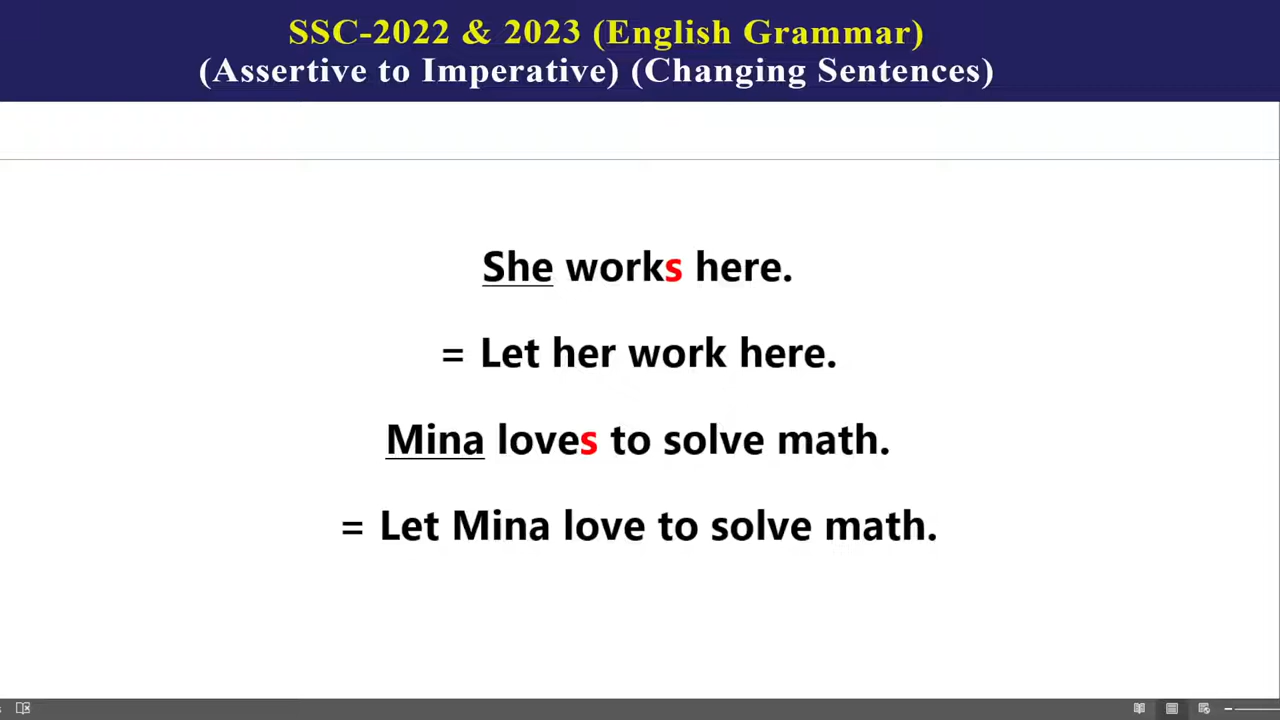 SSC-2022 & 2023 (English Grammar)
(Assertive to Imperative) (Changing Sentences)
She works here.
= Let her work here.
Mina loves to solve math.
= Let Mina love to solve math.